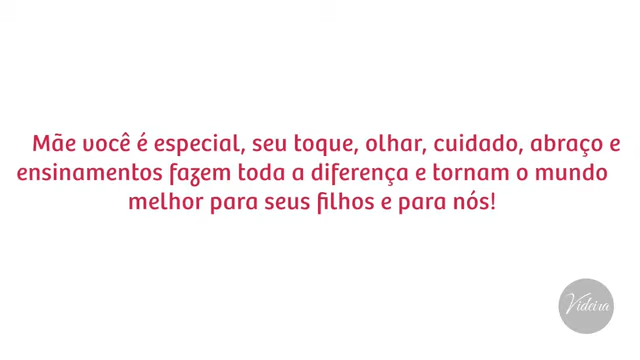 Mãe você é especial, seu toque, olhar, cuidado, abraço e
ensinamentos fazem toda a diferença e tornam o mundo
melhor para seus filhos e para nós!
Videira